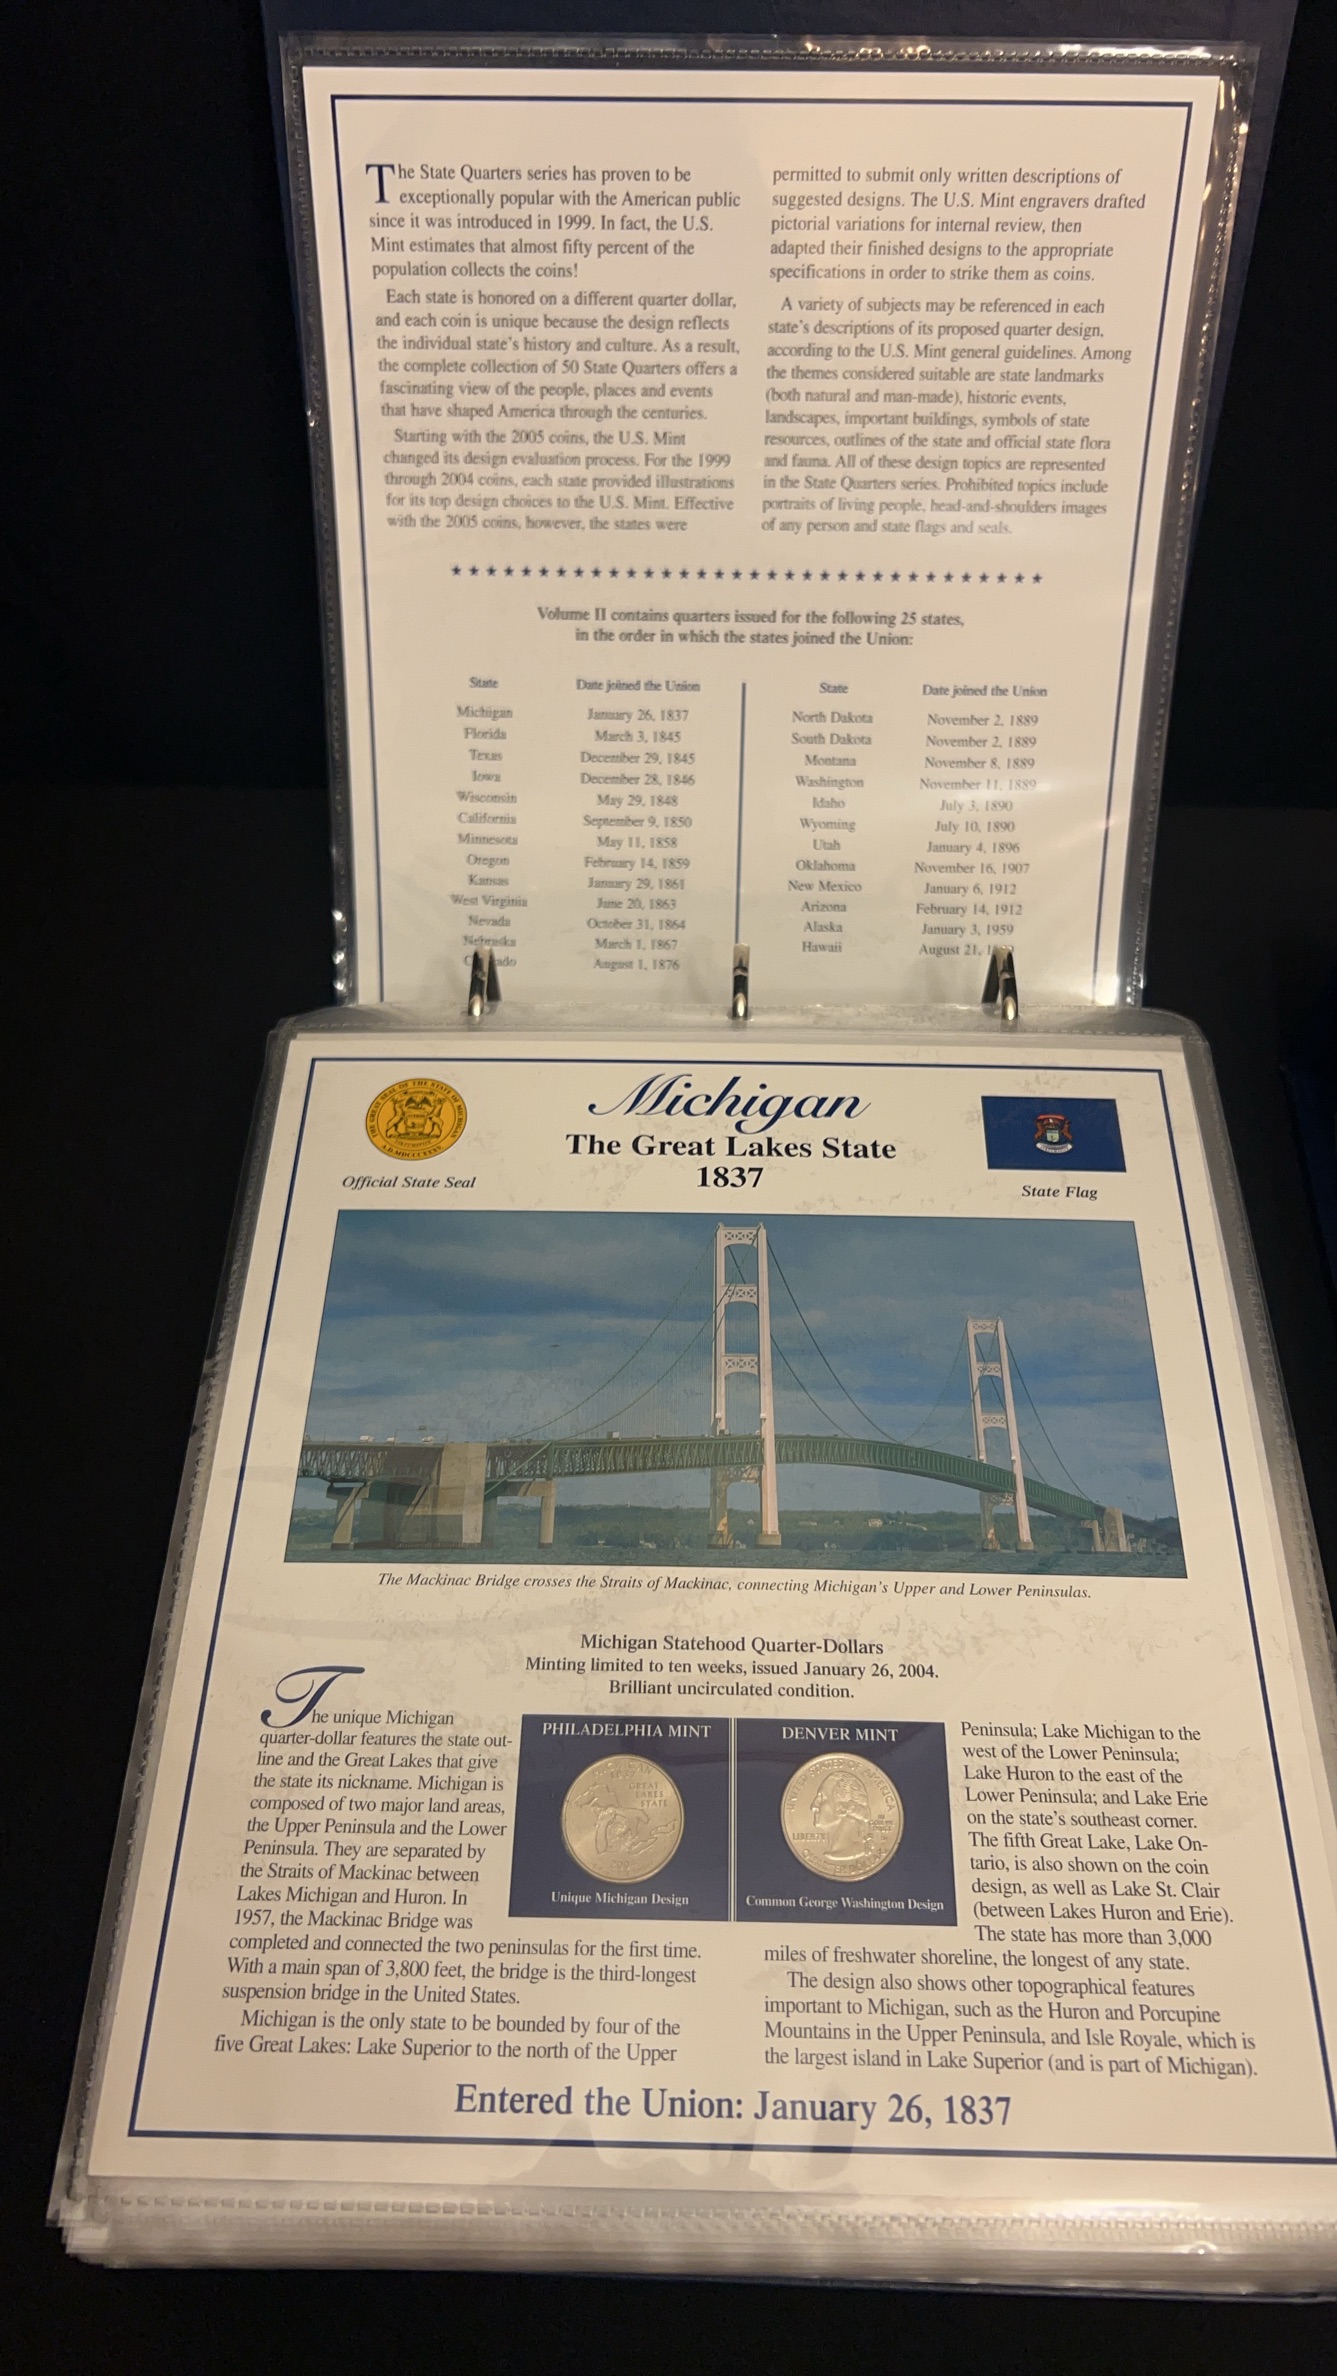 The State Quarters series has proven to be
exceptionally popular with the American public
since it was introduced in 1999. In fact, the U.S.
Mint estimates that almost fifty percent of the
population collects the coins!
Each state is honored on a different quarter dollar,
and each coin is unique because the design reflects
the individual state's history and culture. As a result,
the complete collection of 50 State Quarters offers a
fascinating view of the people, places and events
that have shaped America through the centuries.
Starting with the 2005 coins, the U.S. Mint
changed its design evaluation process. For the 1999
through 2004 coins, each state provided illustrations
for its top design choices to the U.S. Mint. Effective
with the 2005 coins, however, the states were
permitted to submit only written descriptions of
suggested designs. The U.S. Mint engravers drafted
pictorial variations for internal review, then
adapted their finished designs to the appropriate
specifications in order to strike them as coins.
A variety of subjects may be referenced in each
state's descriptions of its proposed quarter design,
according to the U.S. Mint general guidelines. Among
the themes considered suitable are state landmarks
(both natural and man-made), historic events,
landscapes, important buildings, symbols of state
resources, outlines of the state and official state flora
and fauna. All of these design topics are represented
in the State Quarters series. Prohibited topics include
portraits of living people, head-and-shoulders images
of any person and state flags and seals.
Volume II contains quarters issued for the following 25 states,
in the order in which the states joined the Union:
State Date joined the Union
Michigan January 26, 1837
Florida March 3, 1845
Texas December 29, 1845
Iowa December 28, 1846
Wisconsin May 29, 1848
California September 9, 1850
Minnesota May 11, 1858
Oregon February 14, 1859
Kansas January 29, 1861
West Virginia June 20, 1863
Nevada October 31, 1864
Nebraska March 1, 1867
August 1, 1876
State Date joined the Union
North Dakota November 2, 1889
South Dakota November 2, 1889
Montana November 8, 1889
Washington November 11, 1889
Idaho July 3, 1890
Wyoming July 10, 1890
Utah January 4, 1896
Oklahoma November 16, 1907
New Mexico January 6, 1912
Arizona February 14, 1912
Alaska January 3, 1959
Hawaii August 21,
Michigan
The Great Lakes State
1837
Official State Seal
State Flag
The Mackinac Bridge crosses the Straits of Mackinac, connecting Michigan's Upper and Lower Peninsulas.
Michigan Statehood Quarter-Dollars
Minting limited to ten weeks, issued January 26, 2004.
Brilliant uncirculated condition.
The unique Michigan
quarter-dollar features the state out-
line and the Great Lakes that give
the state its nickname. Michigan is
composed of two major land areas,
the Upper Peninsula and the Lower
Peninsula. They are separated by
the Straits of Mackinac between
Lakes Michigan and Huron. In
1957, the Mackinac Bridge was
completed and connected the two peninsulas for the first time.
With a main span of 3,800 feet, the bridge is the third-longest
suspension bridge in the United States.
Michigan is the only state to be bounded by four of the
five Great Lakes: Lake Superior to the north of the Upper
PHILADELPHIA MINT
GREAT
LAKES
STATE
Unique Michigan Design
DENVER MINT
LIBERTY
Common George Washington Design
Peninsula; Lake Michigan to the
west of the Lower Peninsula;
Lake Huron to the east of the
Lower Peninsula; and Lake Erie
on the state's southeast corner.
The fifth Great Lake, Lake On-
tario, is also shown on the coin
design, as well as Lake St. Clair
(between Lakes Huron and Erie).
The state has more than 3,000
miles of freshwater shoreline, the longest of any state.
The design also shows other topographical features
important to Michigan, such as the Huron and Porcupine
Mountains in the Upper Peninsula, and Isle Royale, which is
the largest island in Lake Superior (and is part of Michigan).
Entered the Union: January 26, 1837